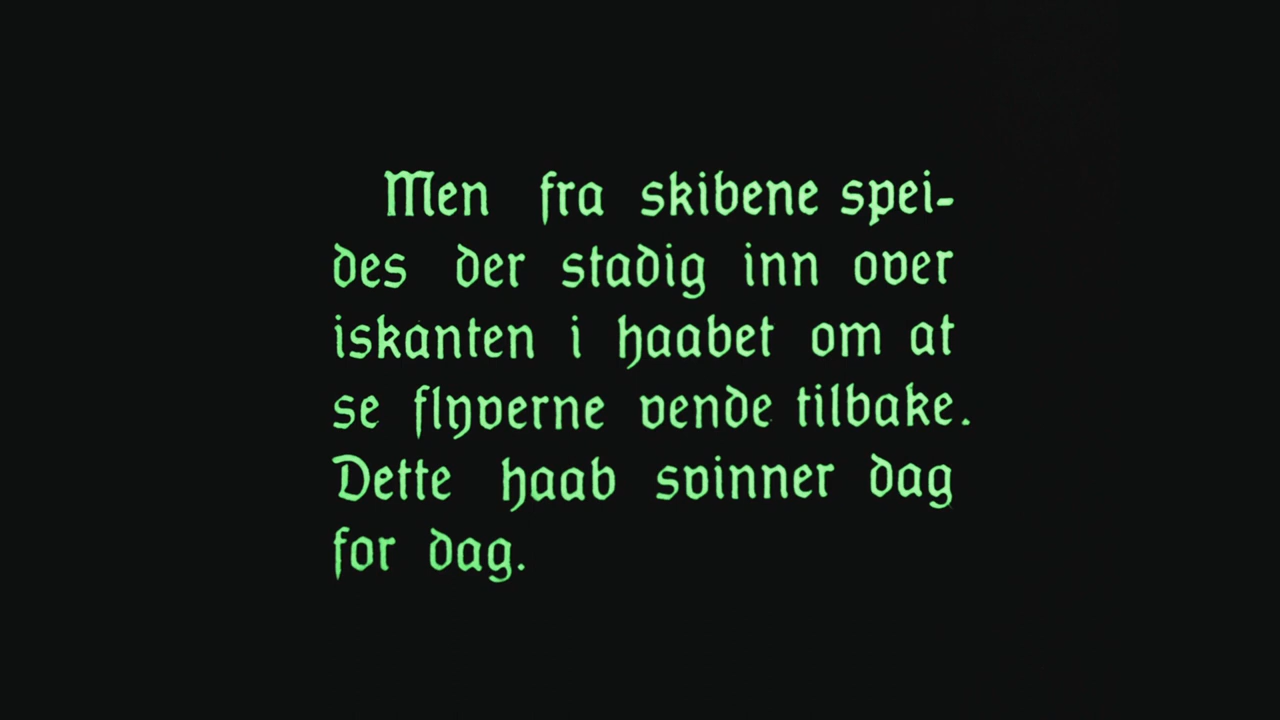 Men fra skibene spei-
des der stadig inn over
iskanten i haabet om at
se flyverne vende tilbake.
Dette haab svinner dag
for dag.